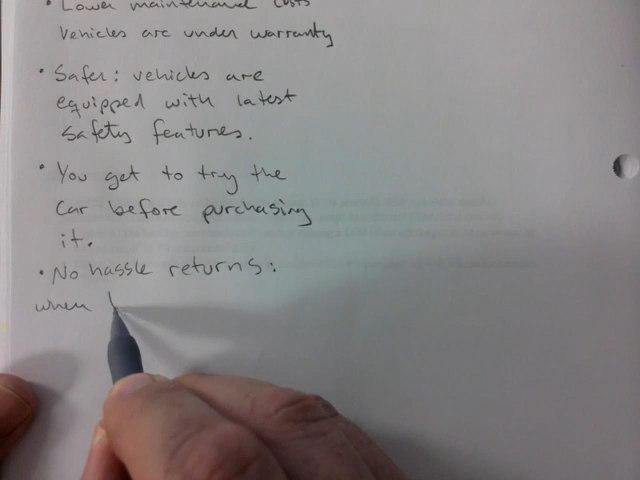 • Lower maintenance costs
Vehicles are under warranty
• Safer: vehicles are
equipped with latest
safety features.
• You get to try the
car before purchasing
it.
• No hassle returns:
when